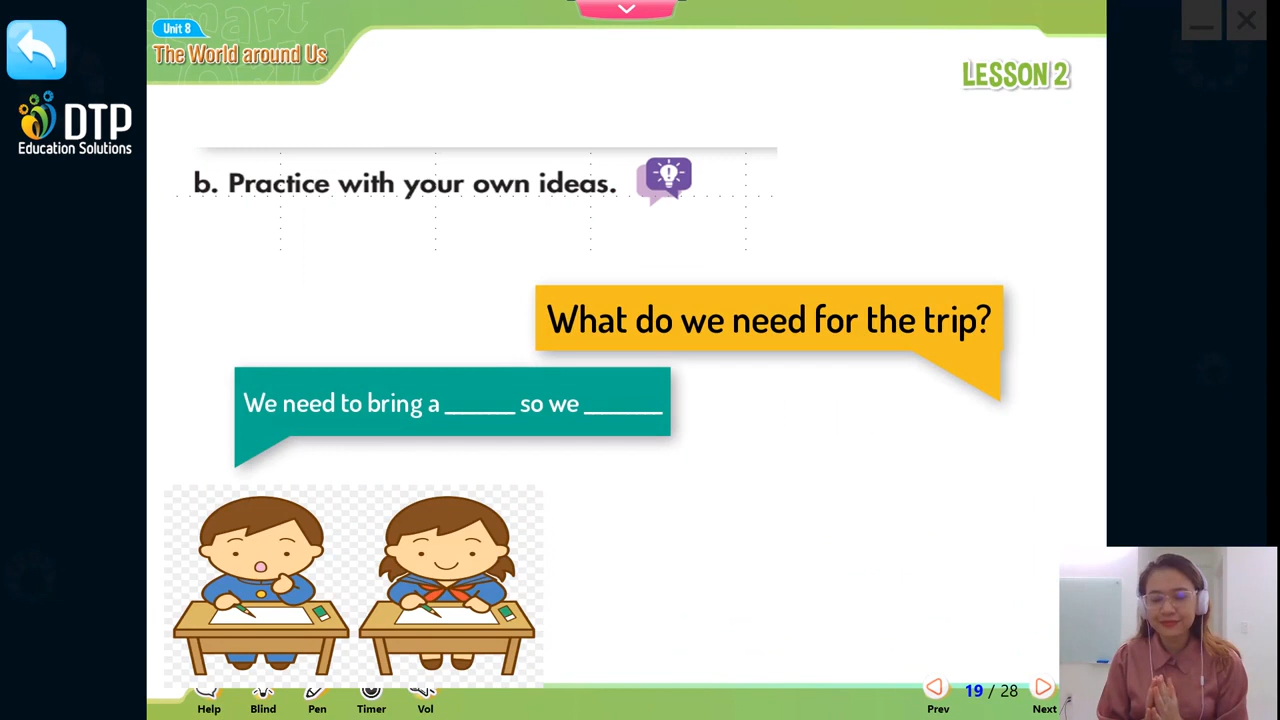 Unit 8
The World around Us
LESSON 2
DTP
Education Solutions
b. Practice with your own ideas.
What do we need for the trip?
We need to bring a ______ so we ______
Help Blind Pen Timer Vol
19 / 28
Prev Next